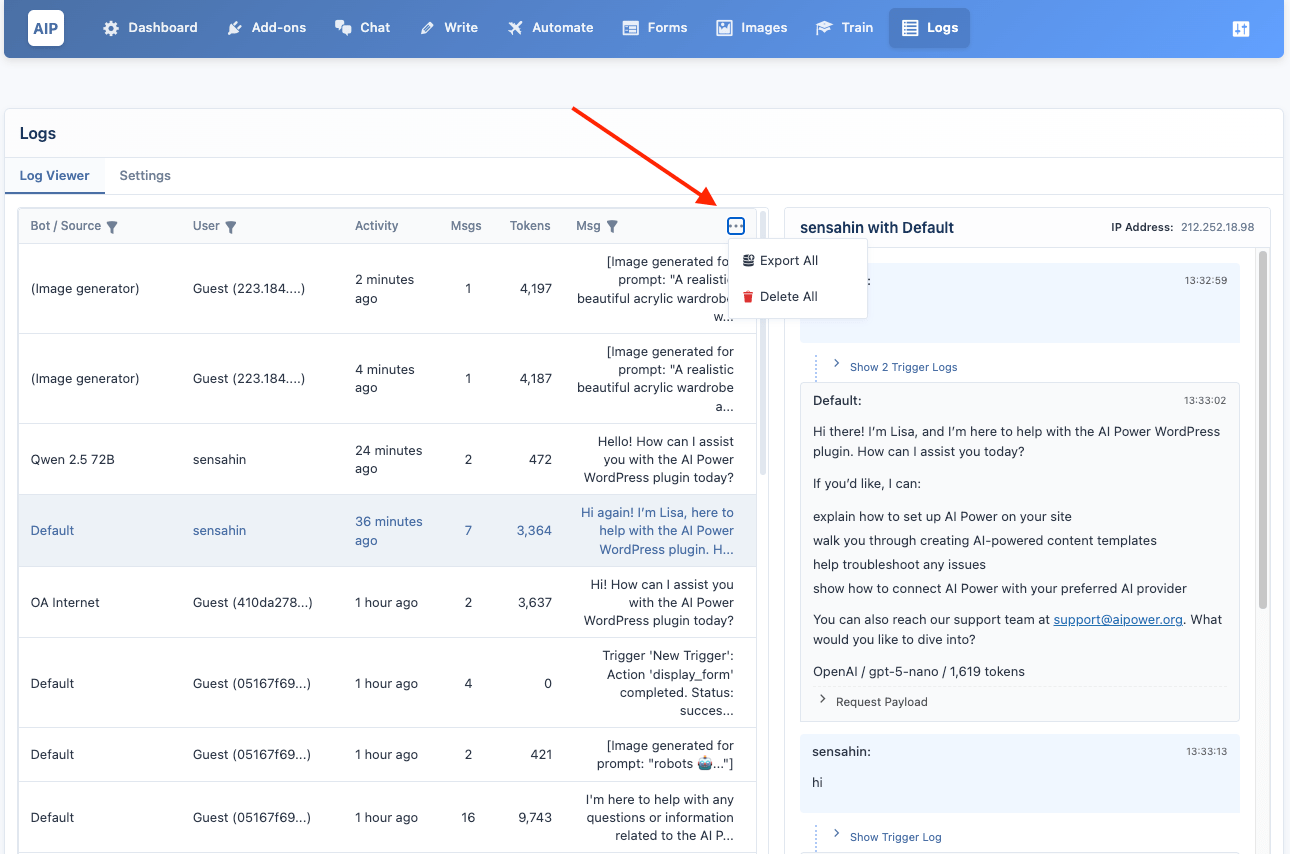 AIP
Dashboard
Add-ons
Chat
Write
Automate
Forms
Images
Train
Logs
Logs
Log Viewer
Settings
Bot / Source
User
Activity
Msgs
Tokens
Msg
Export All
Delete All
(Image generator)
Guest (223.184....)
2 minutes
ago
1
4,197
[Image generated for
prompt: "A realistic
beautiful acrylic wardrobe
w...
(Image generator)
Guest (223.184....)
4 minutes
ago
1
4,187
[Image generated for
prompt: "A realistic
beautiful acrylic wardrobe
a...
Qwen 2.5 72B
sensahin
24 minutes
ago
2
472
Hello! How can I assist
you with the AI Power
WordPress plugin today?
Default
sensahin
36 minutes
ago
7
3,364
Hi again! I’m Lisa, here to
help with the AI Power
WordPress plugin. H...
OA Internet
Guest (410da278...)
1 hour ago
2
3,637
Hi! How can I assist you
with the AI Power
WordPress plugin today?
Default
Guest (05167f69...)
1 hour ago
4
0
Trigger 'New Trigger':
Action 'display_form'
completed. Status:
succes...
Default
Guest (05167f69...)
1 hour ago
2
421
[Image generated for
prompt: "robots 🤖..."]
Default
Guest (05167f69...)
1 hour ago
16
9,743
I'm here to help with any
questions or information
related to the AI P...
sensahin with Default
IP Address: 212.252.18.98
13:32:59
Show 2 Trigger Logs
Default:
13:33:02
Hi there! I’m Lisa, and I’m here to help with the AI Power WordPress
plugin. How can I assist you today?
If you’d like, I can:
explain how to set up AI Power on your site
walk you through creating AI-powered content templates
help troubleshoot any issues
show how to connect AI Power with your preferred AI provider
You can also reach our support team at support@aipower.org. What
would you like to dive into?
OpenAI / gpt-5-nano / 1,619 tokens
Request Payload
sensahin:
13:33:13
hi
Show Trigger Log